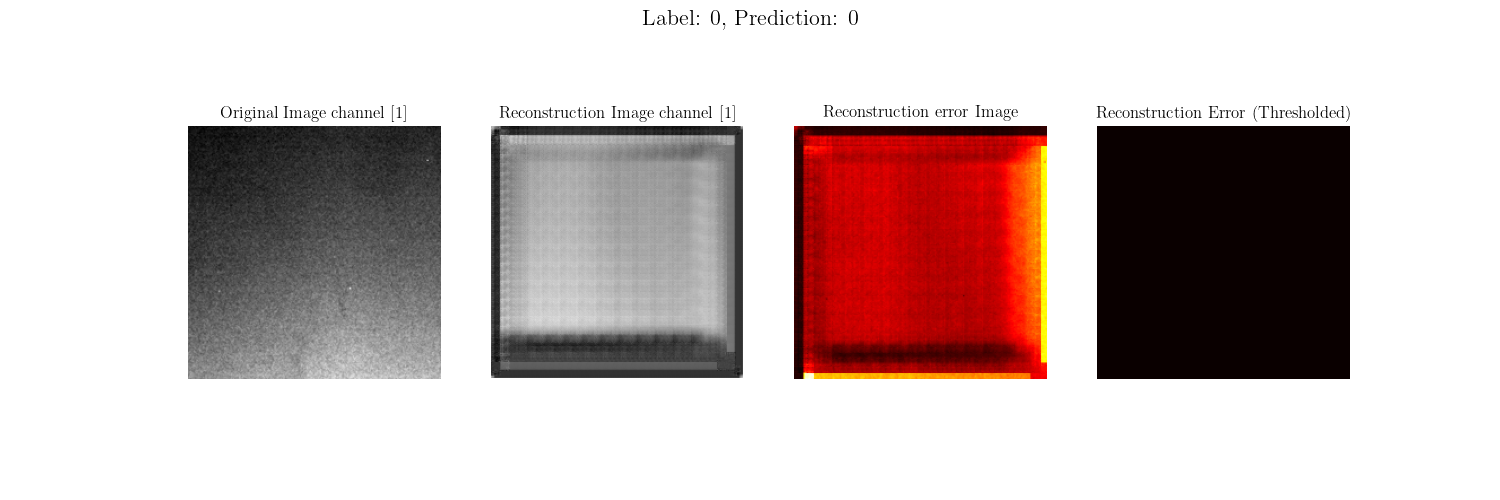 Label: 0, Prediction: 0
Original Image channel [1]
Reconstruction Image channel [1]
Reconstruction error Image
Reconstruction Error (Thresholded)